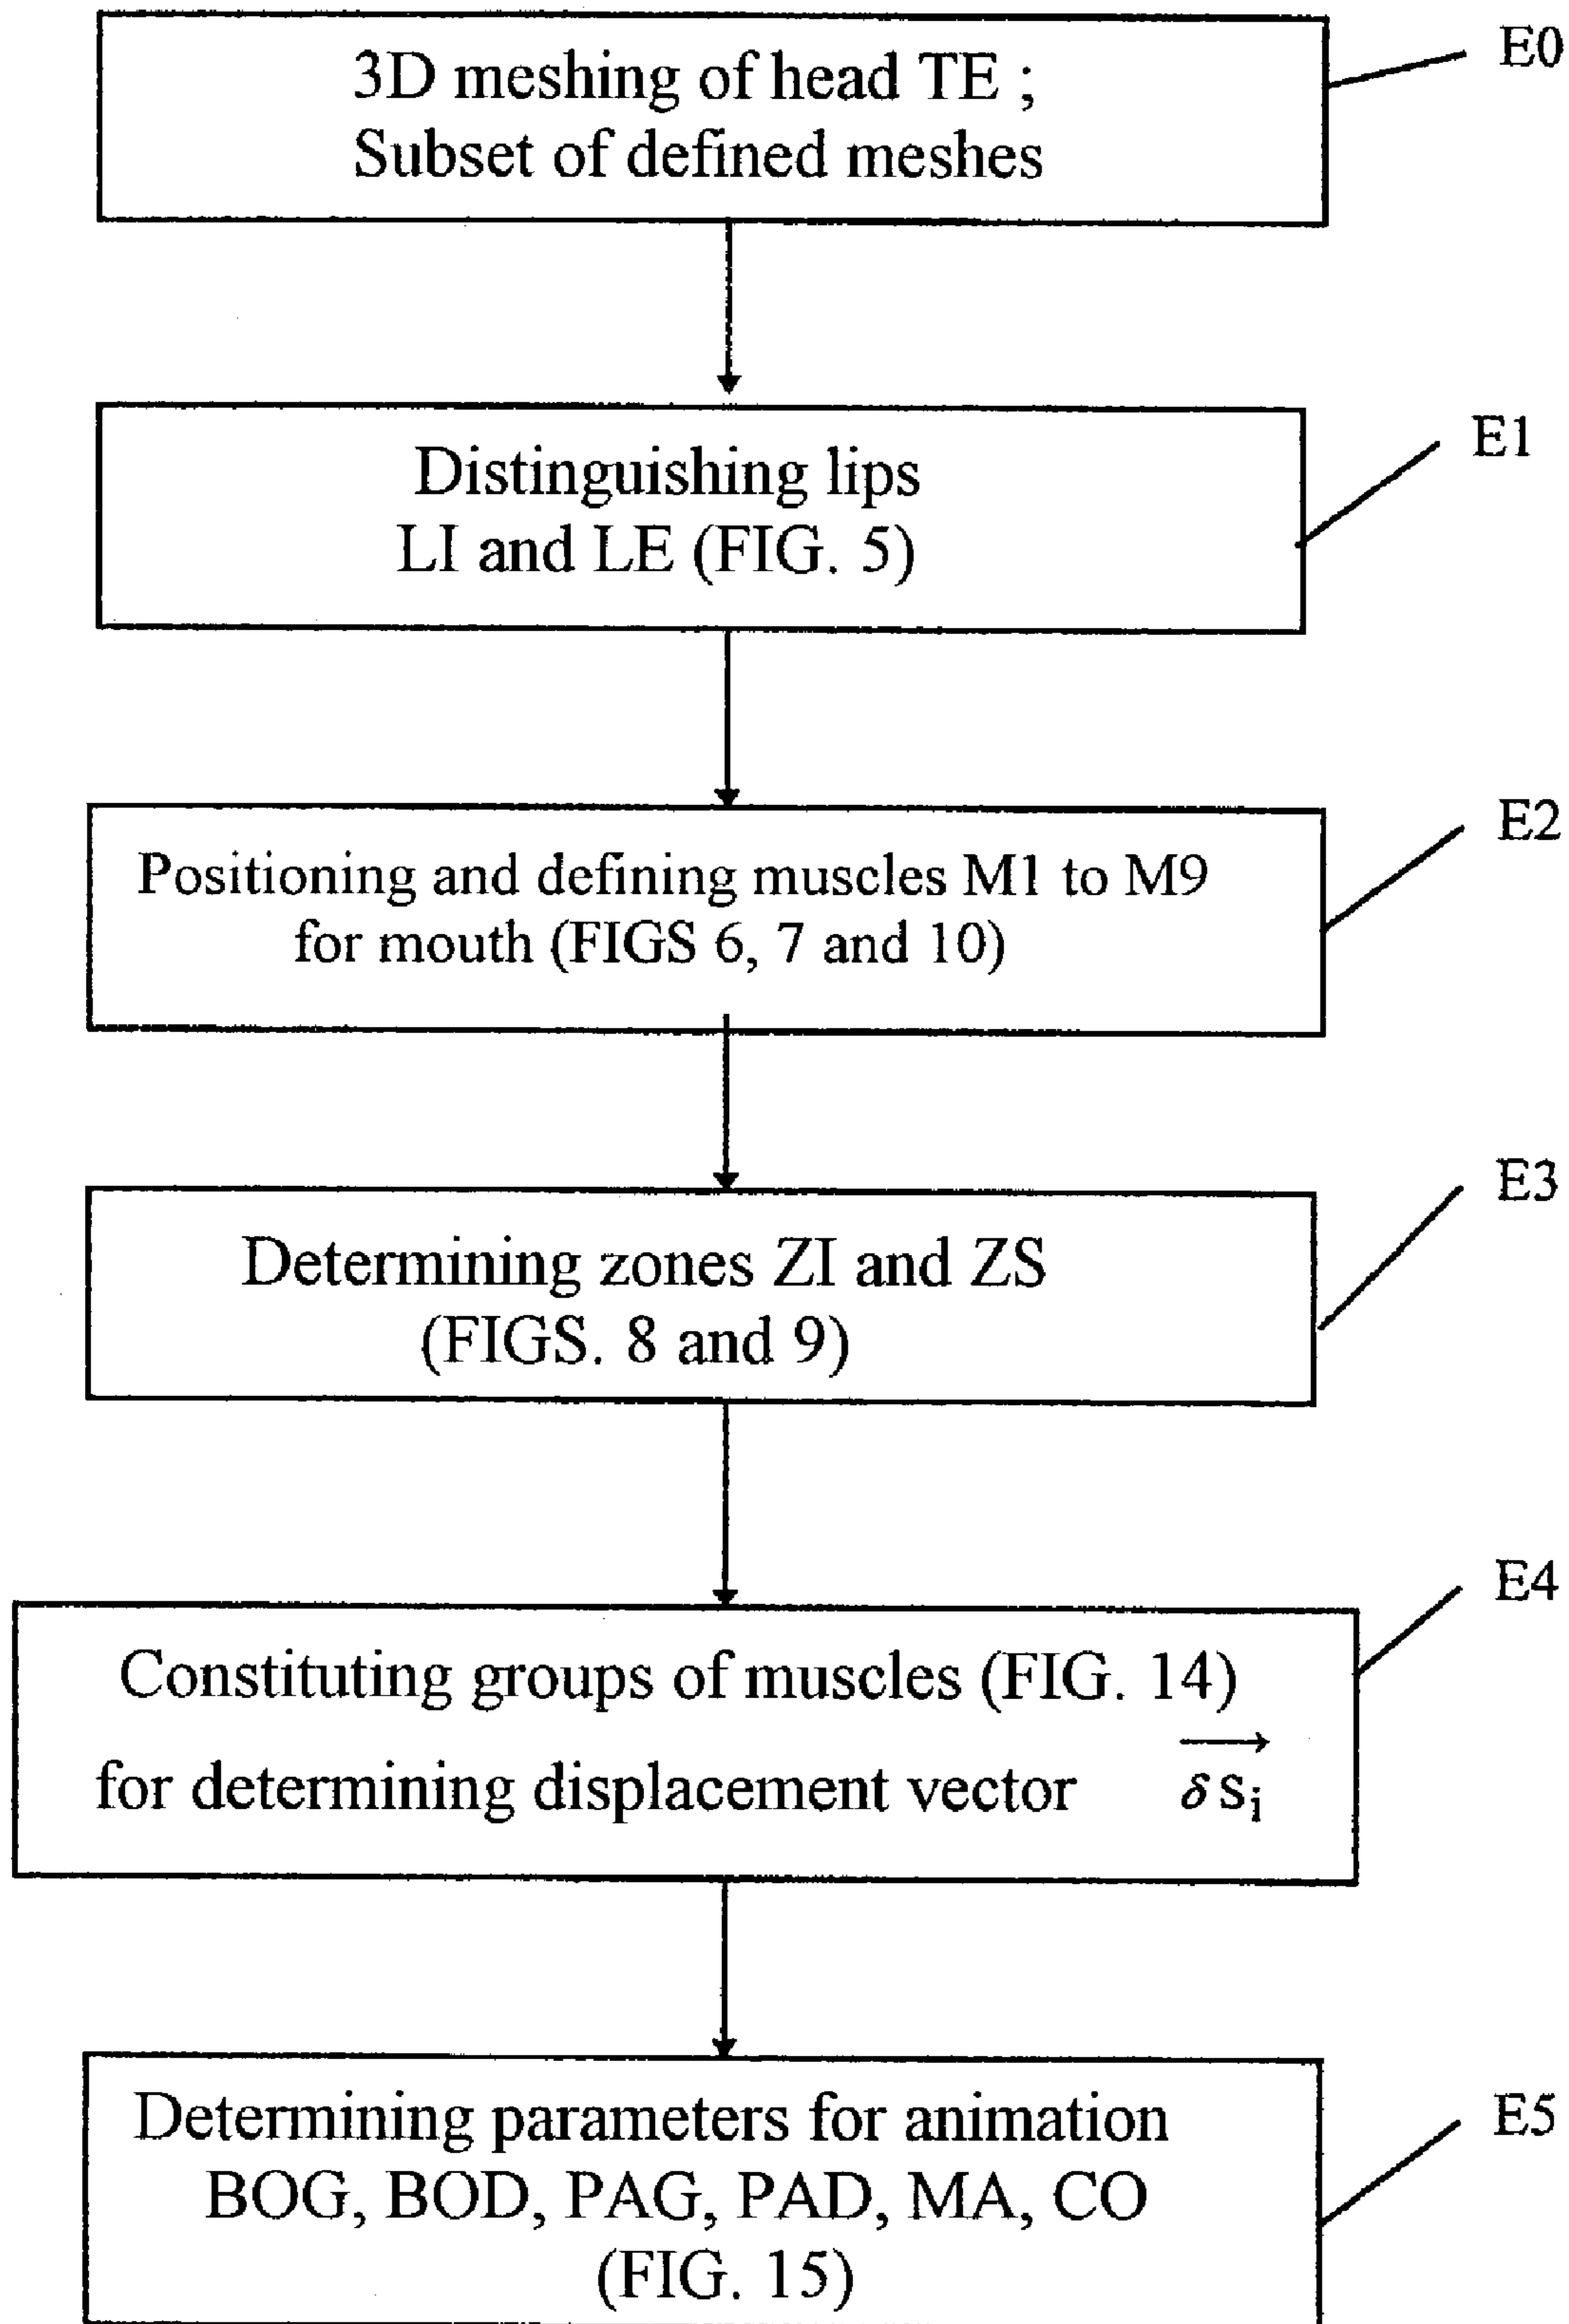 3D meshing of head TE ;
Subset of defined meshes
E0
Distinguishing lips
LI and LE (FIG. 5)
E1
Positioning and defining muscles M1 to M9
for mouth (FIGS 6, 7 and 10)
E2
Determining zones ZI and ZS
(FIGS. 8 and 9)
E3
Constituting groups of muscles (FIG. 14)
for determining displacement vector δ si
E4
Determining parameters for animation
BOG, BOD, PAG, PAD, MA, CO
(FIG. 15)
E5